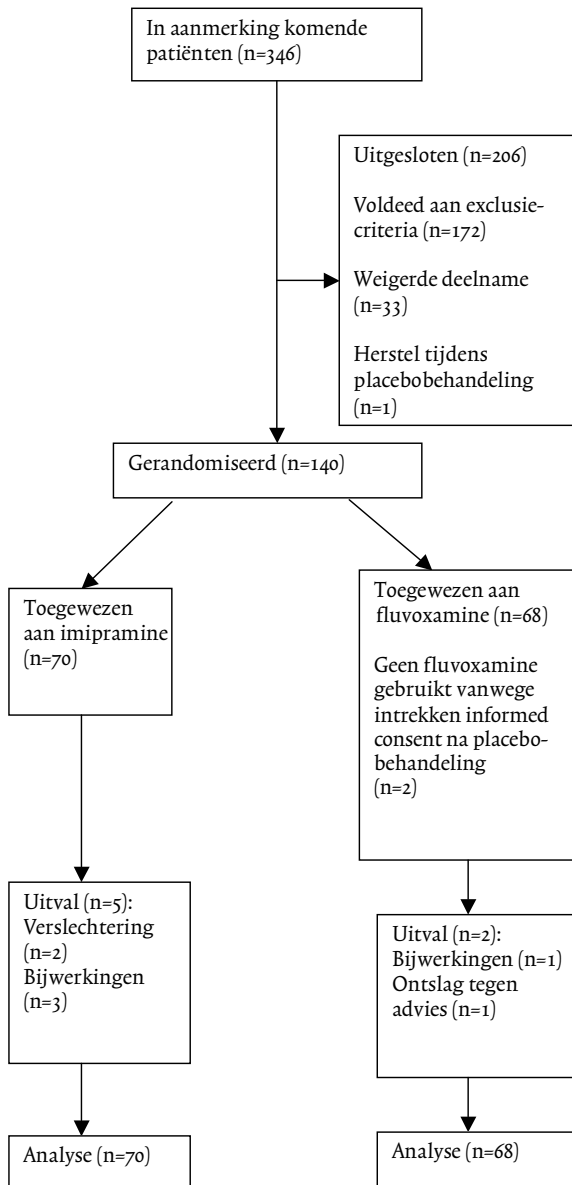 In aanmerking komende
patiënten (n=346)
Uitgesloten (n=206)
Voldeed aan exclusie-
criteria (n=172)
Weigerde deelname
(n=33)
Herstel tijdens
placebobehandeling
(n=1)
Gerandomiseerd (n=140)
Toegewezen
aan imipramine
(n=70)
Toegewezen aan
fluvoxamine (n=68)
Geen fluvoxamine
gebruikt vanwege
intrekken informed
consent na placebo-
behandeling
(n=2)
Uitval (n=5):
Verslechtering
(n=2)
Bijwerkingen
(n=3)
Uitval (n=2):
Bijwerkingen (n=1)
Ontslag tegen
advies (n=1)
Analyse (n=70)
Analyse (n=68)